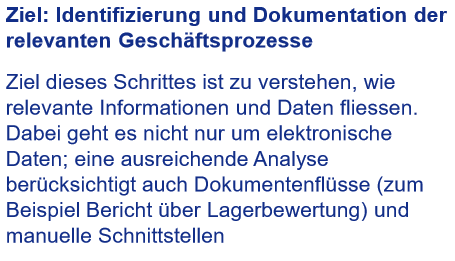 Ziel: Identifizierung und Dokumentation der
relevanten Geschäftsprozesse
Ziel dieses Schrittes ist zu verstehen, wie
relevante Informationen und Daten fliessen.
Dabei geht es nicht nur um elektronische
Daten; eine ausreichende Analyse
berücksichtigt auch Dokumentenflüsse (zum
Beispiel Bericht über Lagerbewertung) und
manuelle Schnittstellen